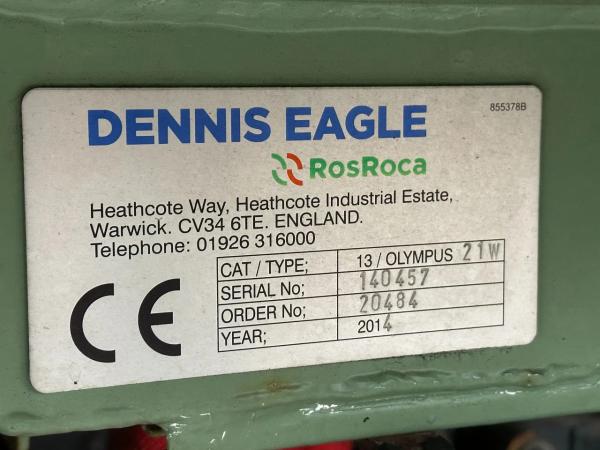 855378B
DENNIS EAGLE
RosRoca
Heathcote Way, Heathcote Industrial Estate,
Warwick. CV34 6TE. ENGLAND.
Telephone: 01926 316000
CAT / TYPE; 13 / OLYMPUS 21W
SERIAL No; 140457
ORDER No; 20484
YEAR; 2014
CE